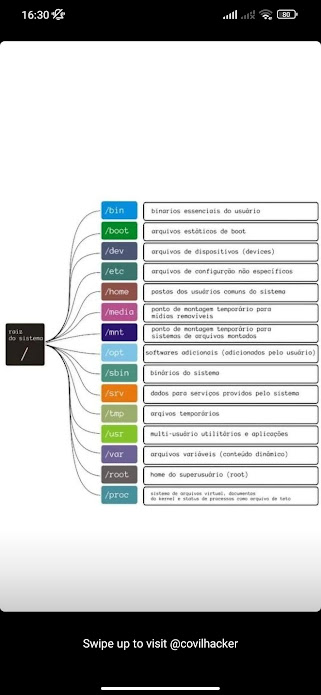 16:30
80
/bin
binarios essenciais do usuário
/boot
arquivos estáticos de boot
/dev
arquivos de dispositivos (devices)
/etc
arquivos de configurção não específicos
/home
pastas dos usuários comuns do sistema
/media
ponto de montagem temporário para
mídias removíveis
raiz
do sistema
/
/mnt
ponto de montagem temporário para
sistemas de arquivos montados
/opt
softwares adicionais (adicionados pelo usuário)
/sbin
binários do sistema
/srv
dados para serviços providos pelo sistema
/tmp
arqivos temporários
/usr
multi-usuário utilitários e aplicações
/var
arquivos variáveis (conteúdo dinâmico)
/root
home do superusuário (root)
/proc
sistema de arquivos virtual, documentam
do kernel e status de processos como arquivo de teto
Swipe up to visit @covilhacker